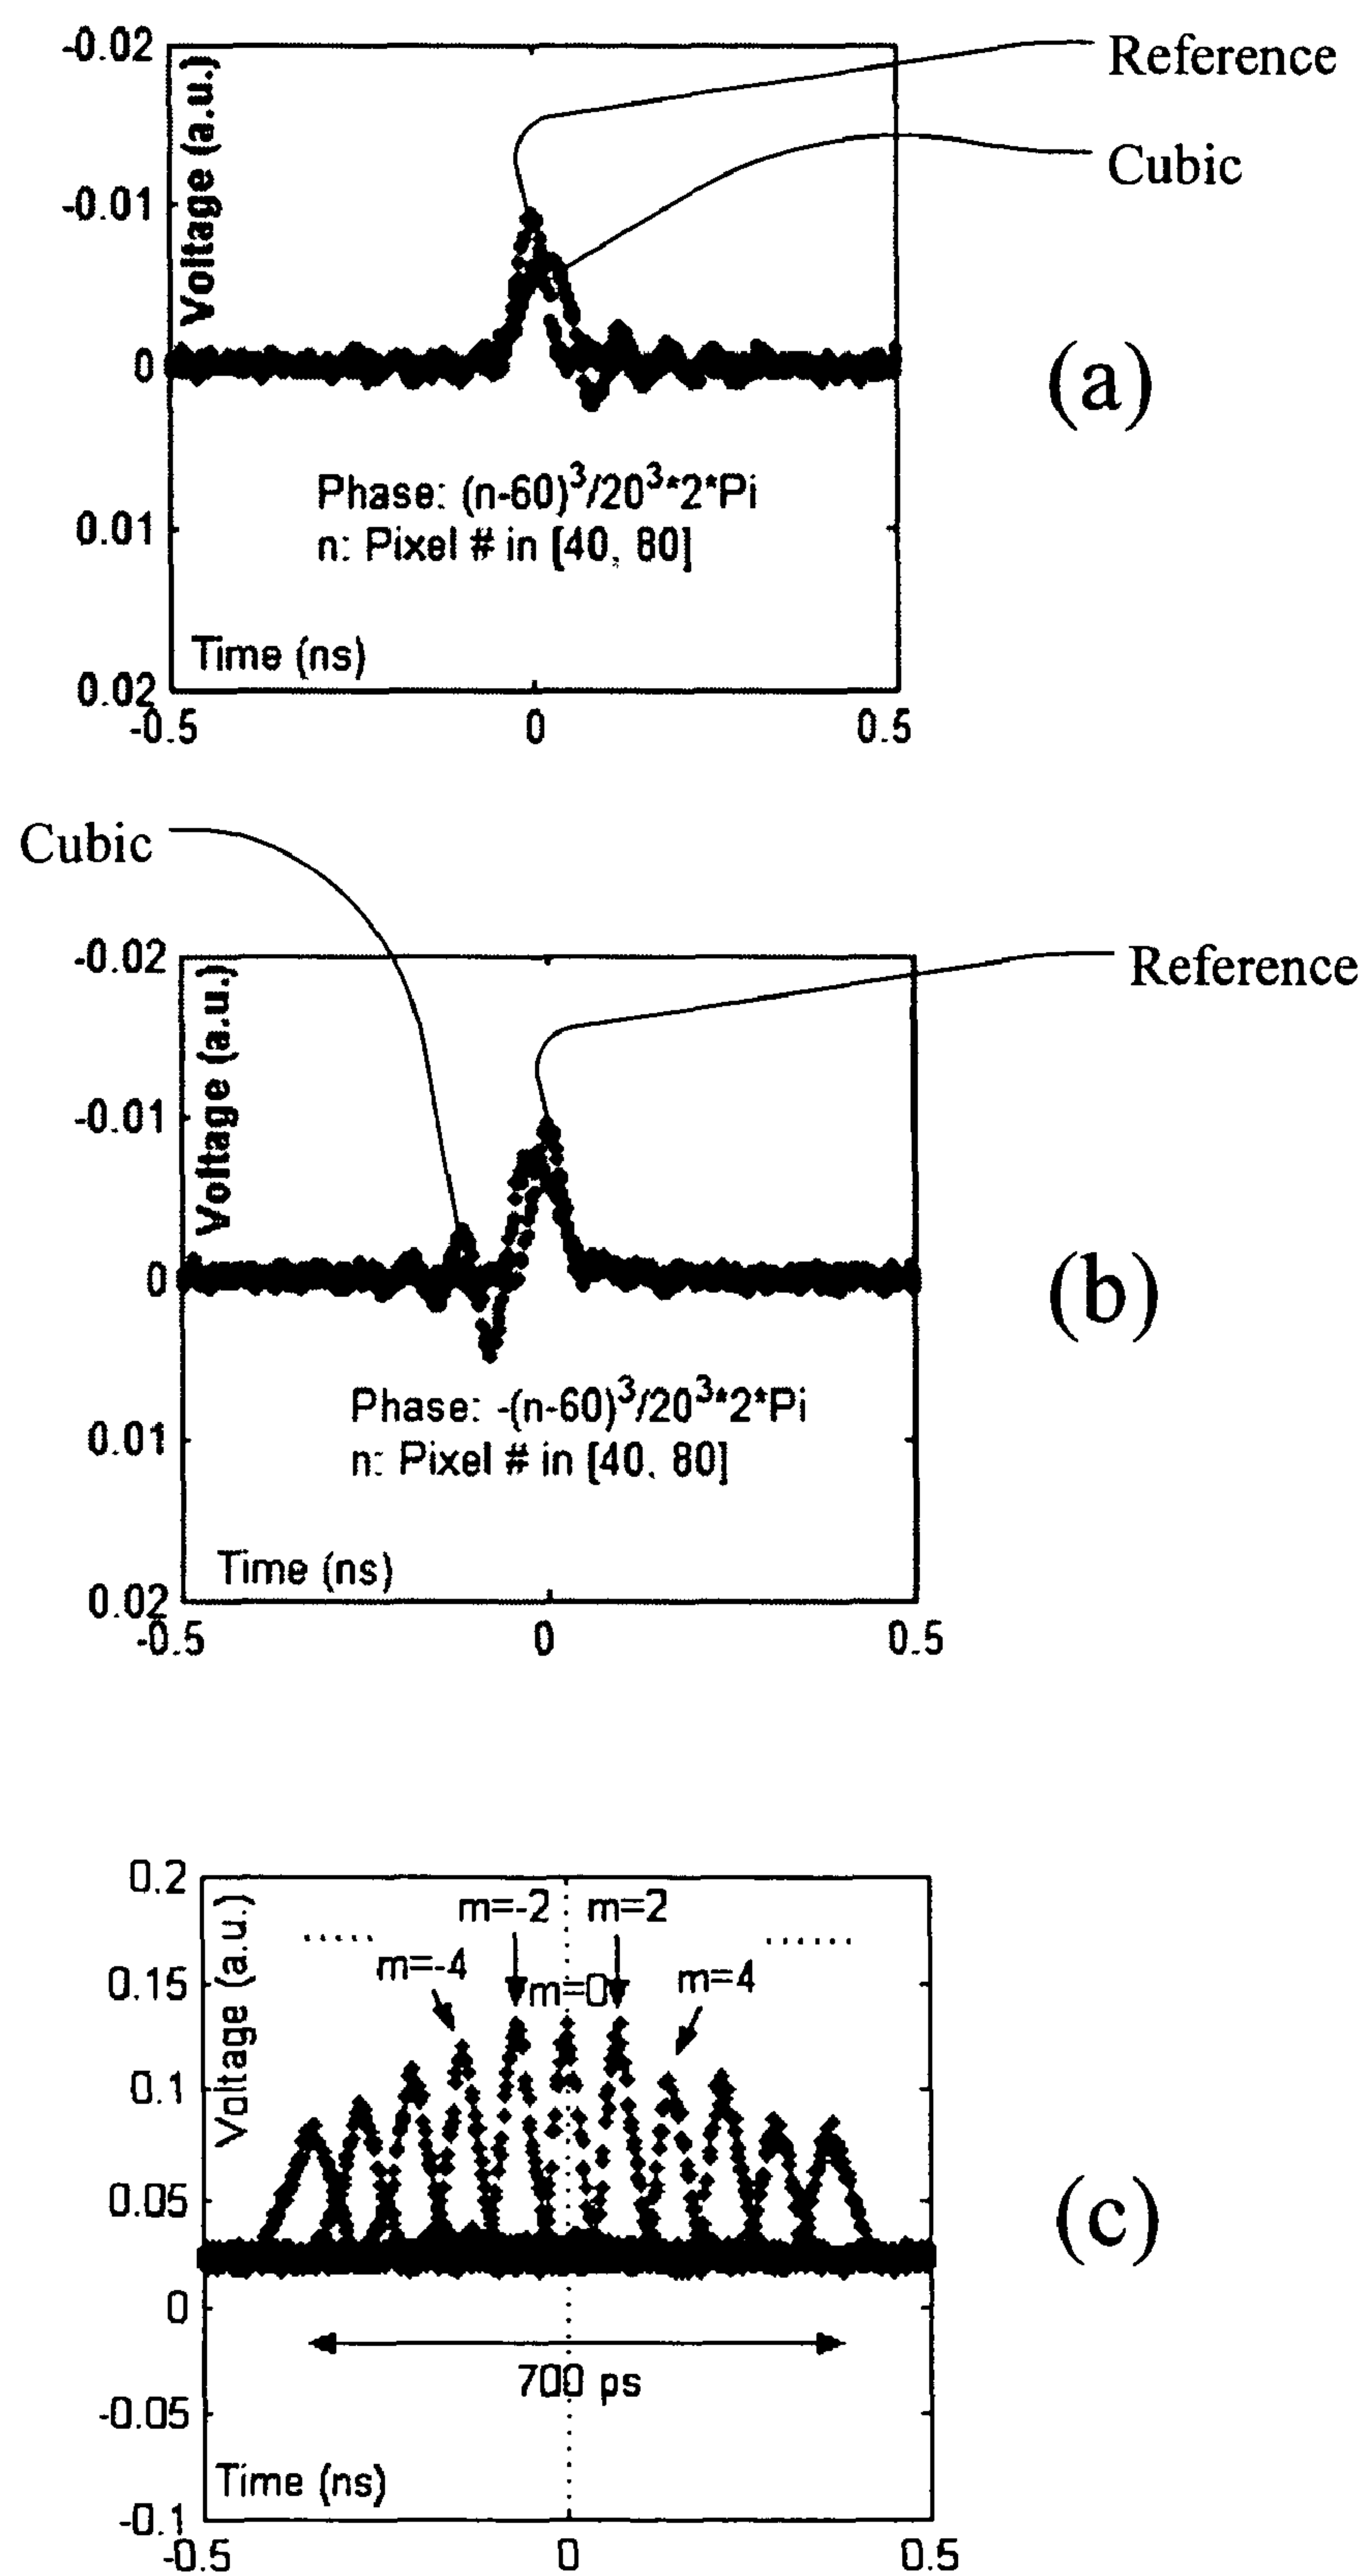 -0.02
Reference
Voltage (a.u.)
Cubic
-0.01
0
(a)
Phase: (n-60)³/20³*2*Pi
n: Pixel # in [40, 80]
0.01
Time (ns)
0.02
-0.5
0
0.5
Cubic
-0.02
Reference
Voltage (a.u.)
-0.01
0
(b)
Phase: -(n-60)³/20³*2*Pi
n: Pixel # in [40, 80]
0.01
Time (ns)
0.02
-0.5
0
0.5
0.2
Voltage (a.u.)
m=-2
m=2
m=-4
m=0
m=4
0.15
0.1
0.05
(c)
0
700 ps
-0.05
Time (ns)
-0.1
-0.5
0
0.5